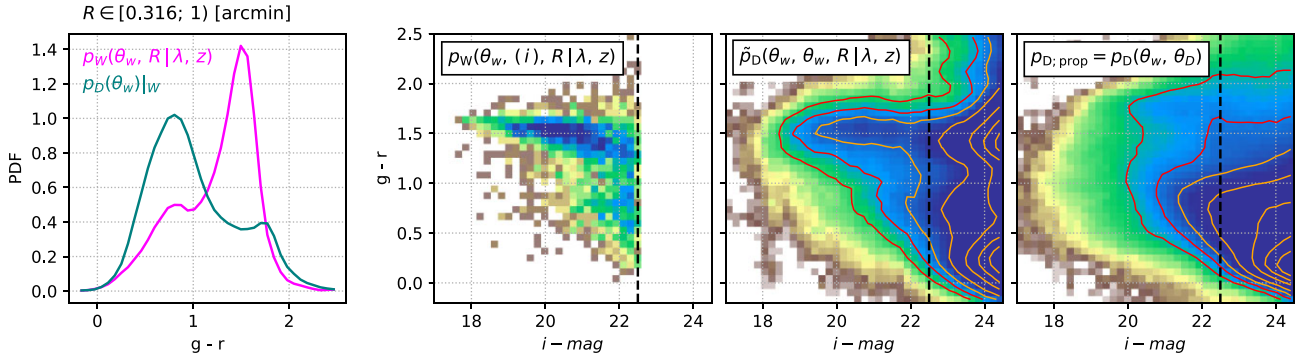 R ∈ [0.316; 1) [arcmin]
p_W(θ_w, R | λ, z)
p_D(θ_w)|_W
PDF
1.4
1.2
1.0
0.8
0.6
0.4
0.2
0.0
0
1
2
g - r
p_W(θ_w, (i), R | λ, z)
g - r
2.5
2.0
1.5
1.0
0.5
0.0
18
20
22
24
i − mag
p̃_D(θ_w, θ_w, R | λ, z)
18
20
22
24
i − mag
p_{D; prop} = p_D(θ_w, θ_D)
18
20
22
24
i − mag